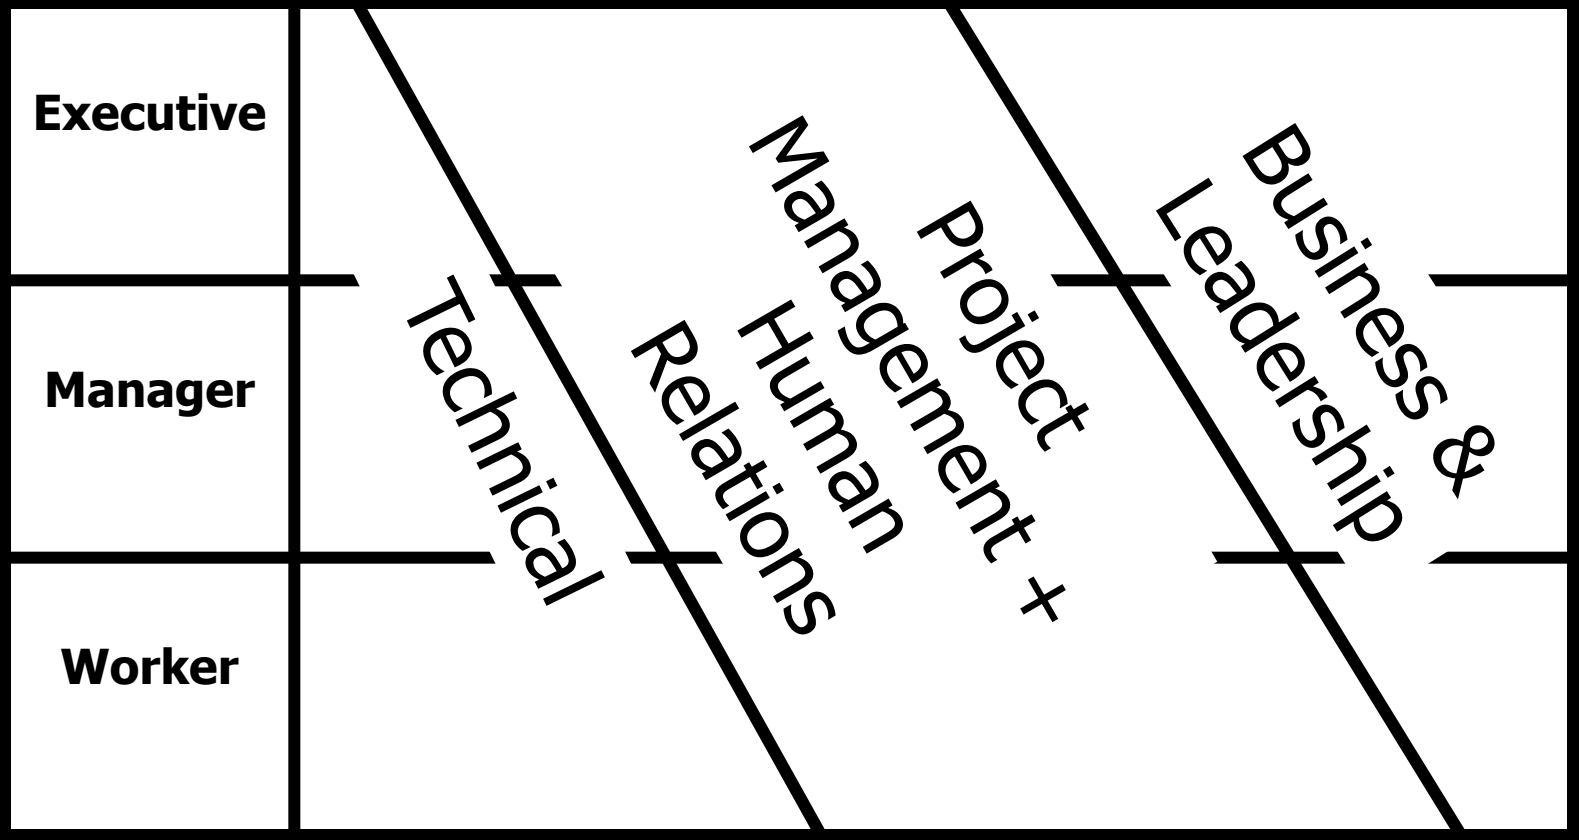 Executive
Manager
Worker
Technical
Project
Management +
Human
Relations
Business &
Leadership